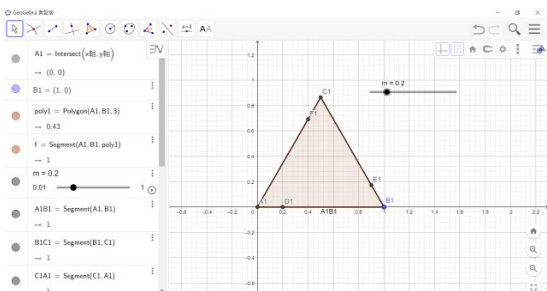 GeoGebra 典型版
A A
A1 = Intersect(x軸, y軸)
→ (0, 0)
B1 = (1, 0)
poly1 = Polygon(A1, B1, 3)
→ 0.43
f = Segment(A1, B1, poly1)
→ 1
m = 0.2
0.01
1
A1B1 = Segment(A1, B1)
→ 1
B1C1 = Segment(B1, C1)
→ 1
C1A1 = Segment(C1, A1)
m = 0.2
1.2
1
0.8
0.6
0.4
0.2
-0.2
-0.4
-0.6
-0.6 -0.4 -0.2 0 0.2 0.4 0.6 0.8 1 1.2 1.4 1.6 1.8 2 2.2
C1
F1
E1
A1
D1
A1B1
B1